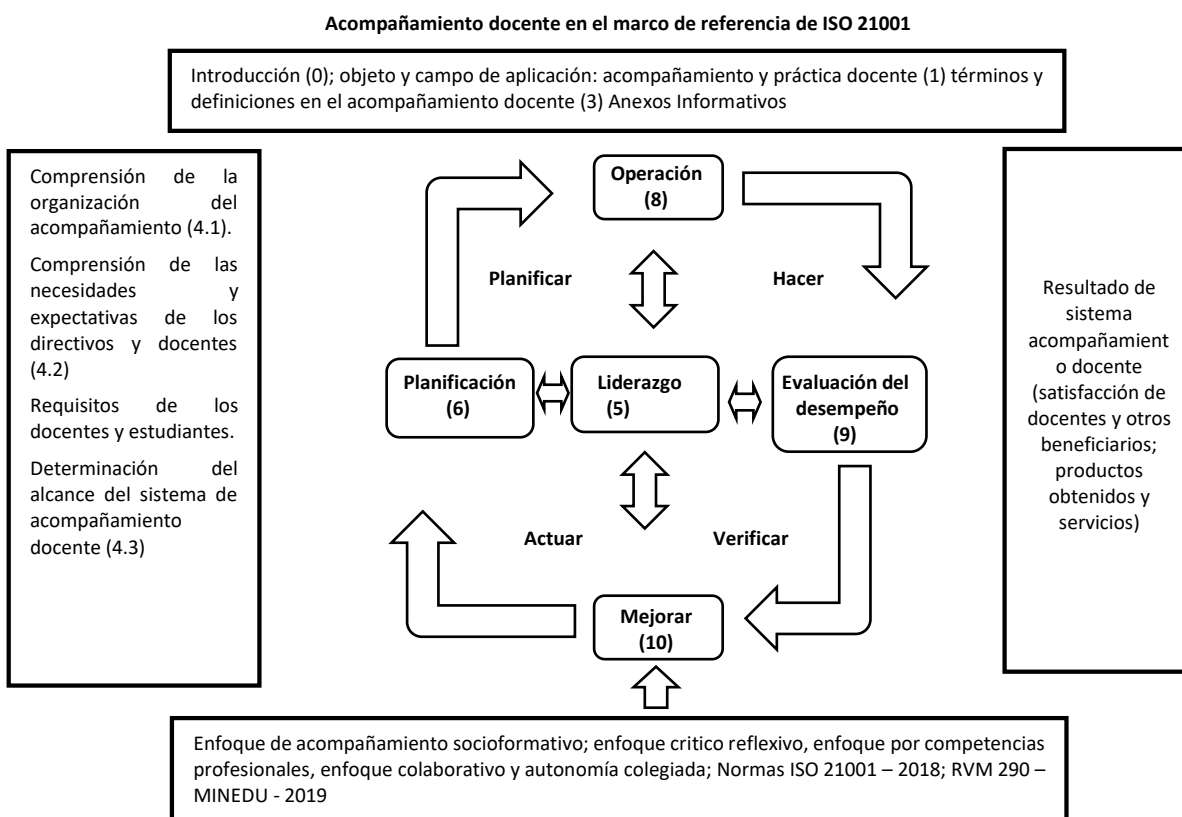 Acompañamiento docente en el marco de referencia de ISO 21001
Introducción (0); objeto y campo de aplicación: acompañamiento y práctica docente (1) términos y
definiciones en el acompañamiento docente (3) Anexos Informativos
Comprensión de la
organización del
acompañamiento (4.1).
Comprensión de las
necesidades y
expectativas de los
directivos y docentes
(4.2)
Requisitos de los
docentes y estudiantes.
Determinación del
alcance del sistema de
acompañamiento
docente (4.3)
Operación
(8)
Planificar
Hacer
Planificación
(6)
Liderazgo
(5)
Evaluación del
desempeño
(9)
Actuar
Verificar
Mejorar
(10)
Resultado de
sistema
acompañamient
o docente
(satisfacción de
docentes y otros
beneficiarios;
productos
obtenidos y
servicios)
Enfoque de acompañamiento socioformativo; enfoque critico reflexivo, enfoque por competencias
profesionales, enfoque colaborativo y autonomía colegiada; Normas ISO 21001 – 2018; RVM 290 –
MINEDU - 2019